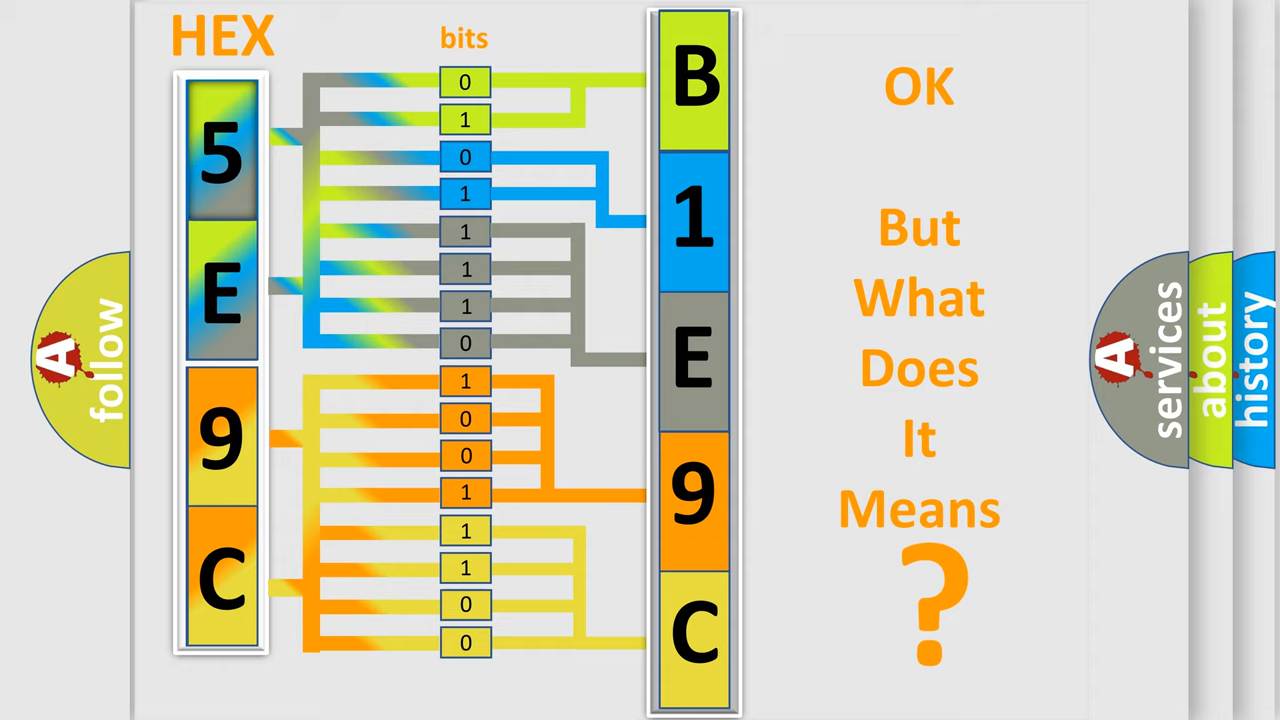 HEX
bits
5
E
9
C
0
1
0
1
1
1
1
0
1
0
0
1
1
1
0
0
B
1
E
9
C
OK
But
What
Does
It
Means
?
A
follow
A
services
about
history